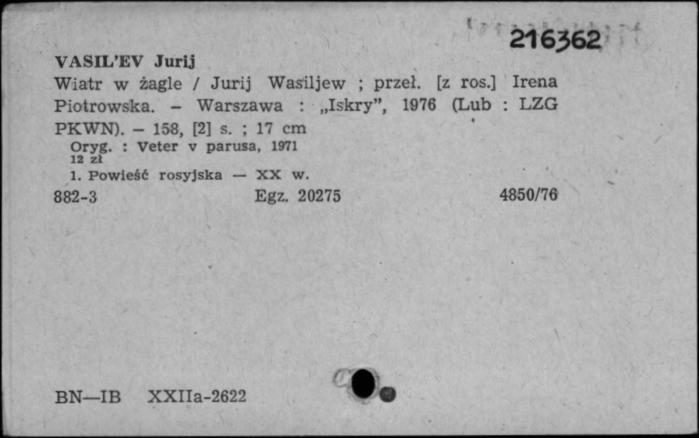 216362
VASIL'EV Jurij
Wiatr w żagle / Jurij Wasiljew ; przeł. [z ros.] Irena
Piotrowska. — Warszawa : „Iskry”, 1976 (Lub : LZG
PKWN). — 158, [2] s. ; 17 cm
Oryg. : Veter v parusa, 1971
12 zł
1. Powieść rosyjska — XX w.
882-3 Egz. 20275 4850/76
BN—IB XXIIa-2622